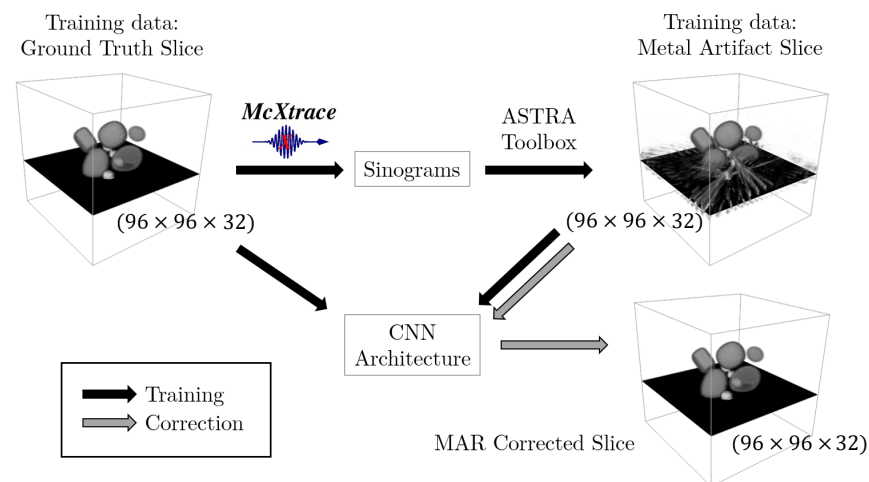 Training data:
Ground Truth Slice
Training data:
Metal Artifact Slice
McXtrace
ASTRA
Toolbox
Sinograms
(96 × 96 × 32)
(96 × 96 × 32)
CNN
Architecture
Training
Correction
MAR Corrected Slice
(96 × 96 × 32)